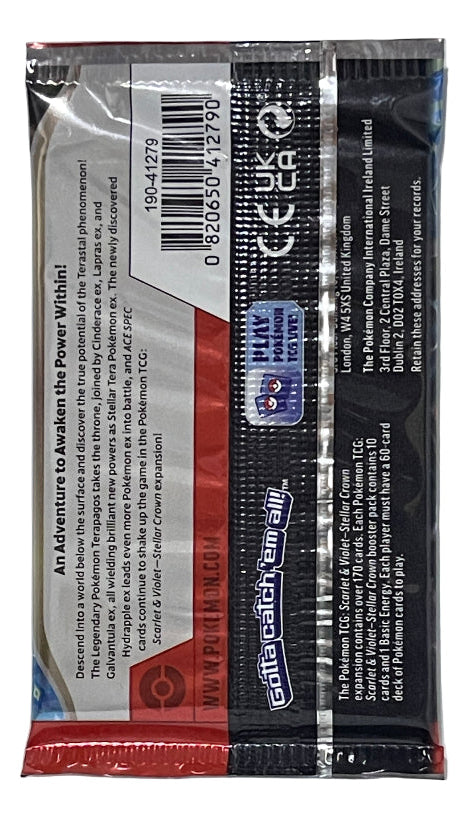 An Adventure to Awaken the Power Within!
Descend into a world below the surface and discover the true potential of the Terastal phenomenon!
The Legendary Pokémon Terapagos takes the throne, joined by Cinderace ex, Lapras ex, and
Galvantula ex, all wielding brilliant new powers as Stellar Tera Pokémon ex. The newly discovered
Hydrapple ex leads even more Pokémon ex into battle, and ACE SPEC
cards continue to shake up the game in the Pokémon TCG:
Scarlet & Violet—Stellar Crown expansion!
190-41279
0 820650 412790
WWW.POKEMON.COM
Gotta catch 'em all!™
PLAY
POKÉMON
TCG LIVE!
CE UK
CA
The Pokémon TCG: Scarlet & Violet—Stellar Crown
expansion contains over 170 cards. Each Pokémon TCG:
Scarlet & Violet—Stellar Crown booster pack contains 10
cards and 1 Basic Energy. Each player must have a 60-card
deck of Pokémon cards to play.
London, W4 5XS United Kingdom
The Pokémon Company International Ireland Limited
3rd Floor, 2 Central Plaza, Dame Street
Dublin 2, D02 T0X4, Ireland
Retain these addresses for your records.